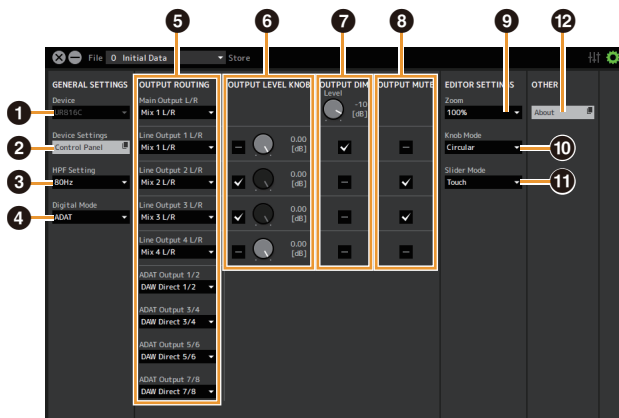 5 6 7 8 9 12
File 0 Initial Data Store
GENERAL SETTINGS
Device
UR816C
Device Settings
Control Panel
HPF Setting
80Hz
Digital Mode
ADAT
1
2
3
4
OUTPUT ROUTING
Main Output L/R
Mix 1 L/R
Line Output 1 L/R
Mix 1 L/R
Line Output 2 L/R
Mix 2 L/R
Line Output 3 L/R
Mix 3 L/R
Line Output 4 L/R
Mix 4 L/R
ADAT Output 1/2
DAW Direct 1/2
ADAT Output 3/4
DAW Direct 3/4
ADAT Output 5/6
DAW Direct 5/6
ADAT Output 7/8
DAW Direct 7/8
OUTPUT LEVEL KNOB
0.00
[dB]
0.00
[dB]
0.00
[dB]
0.00
[dB]
OUTPUT DIM
Level
-10
[dB]
OUTPUT MUTE
EDITOR SETTINGS
Zoom
100%
Knob Mode
Circular
Slider Mode
Touch
10
11
OTHER
About